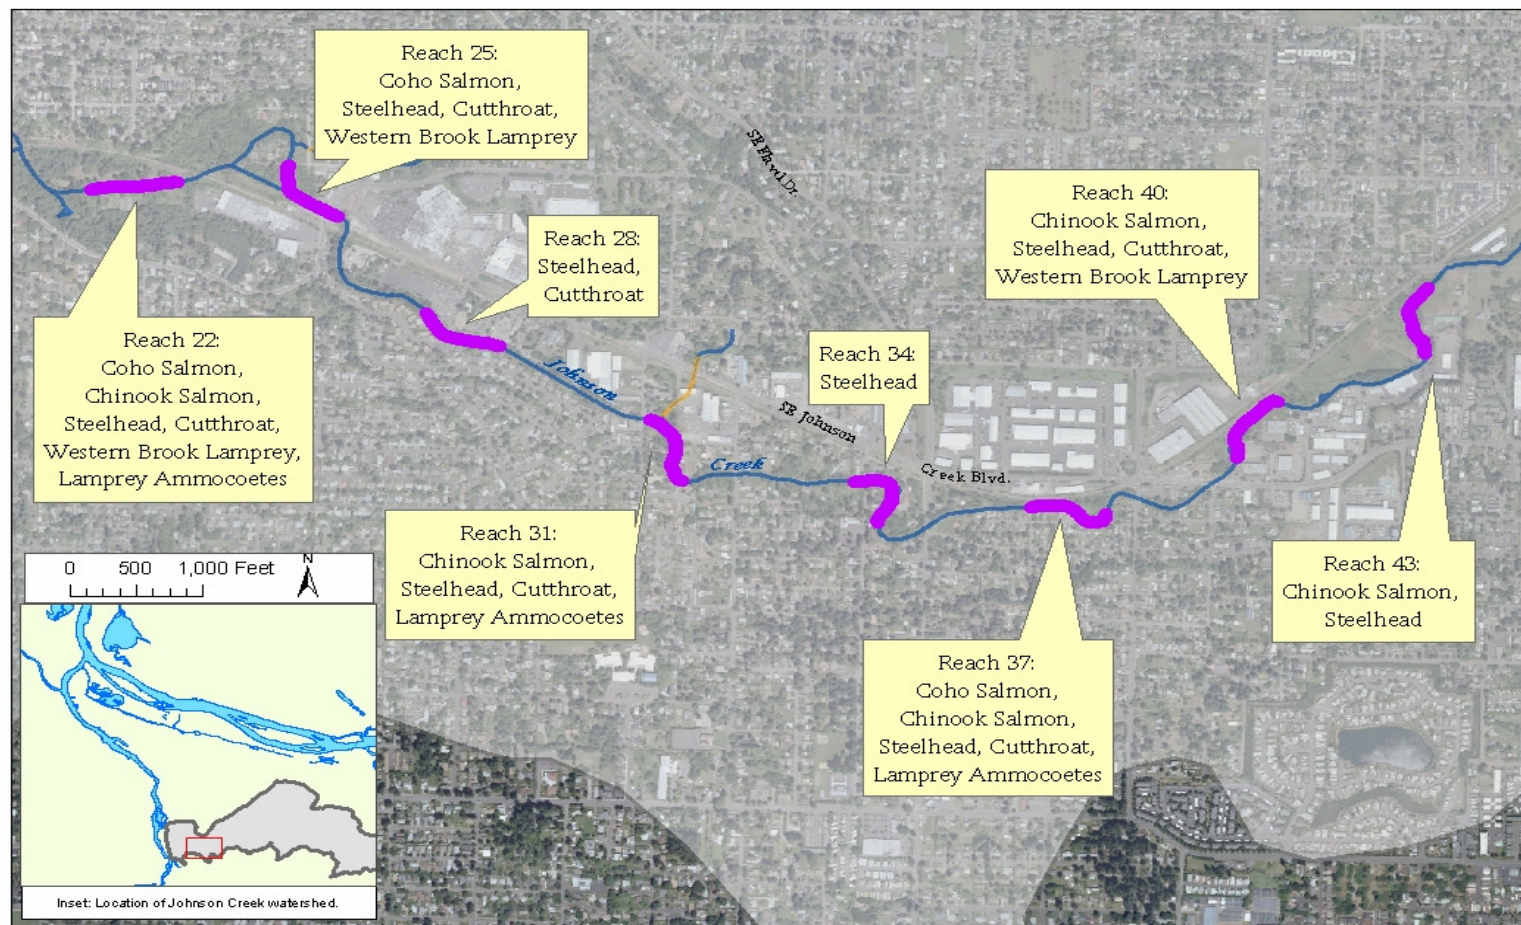 Reach 25:
Coho Salmon,
Steelhead, Cutthroat,
Western Brook Lamprey
Reach 40:
Chinook Salmon,
Steelhead, Cutthroat,
Western Brook Lamprey
Reach 28:
Steelhead,
Cutthroat
Reach 22:
Coho Salmon,
Chinook Salmon,
Steelhead, Cutthroat,
Western Brook Lamprey,
Lamprey Ammocoetes
Reach 34:
Steelhead
Johnson
Creek
SE Johnson
Creek Blvd.
Reach 31:
Chinook Salmon,
Steelhead, Cutthroat,
Lamprey Ammocoetes
Reach 43:
Chinook Salmon,
Steelhead
Reach 37:
Coho Salmon,
Chinook Salmon,
Steelhead, Cutthroat,
Lamprey Ammocoetes
0 500 1,000 Feet
N
Inset: Location of Johnson Creek watershed.